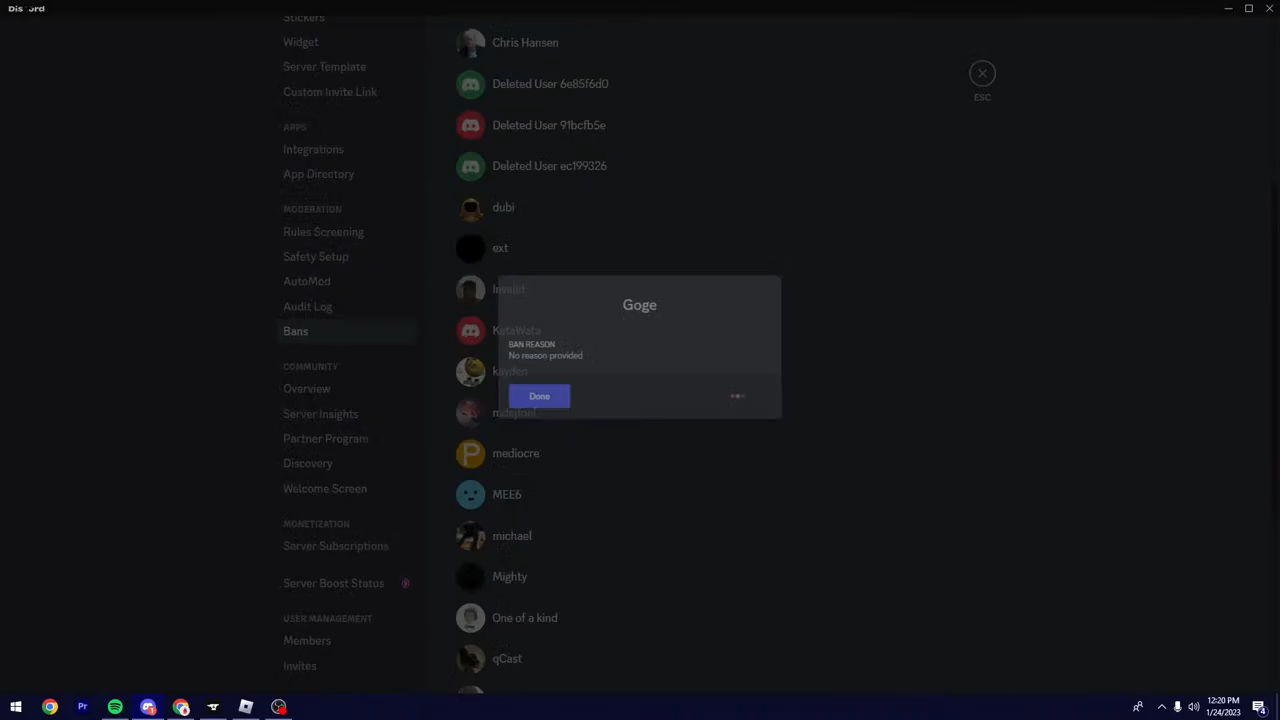 Discord
Stickers
Widget
Server Template
Custom Invite Link
APPS
Integrations
App Directory
MODERATION
Rules Screening
Safety Setup
AutoMod
Audit Log
Bans
COMMUNITY
Overview
Server Insights
Partner Program
Discovery
Welcome Screen
MONETIZATION
Server Subscriptions
Server Boost Status
USER MANAGEMENT
Members
Invites
Chris Hansen
Deleted User 6e85f6d0
Deleted User 91bcfb5e
Deleted User ec199326
dubi
ext
KataWata
kayden
mediocre
MEE6
michael
Mighty
One of a kind
qCast
ESC
Goge
BAN REASON
No reason provided
Done
12:20 PM
1/24/2023